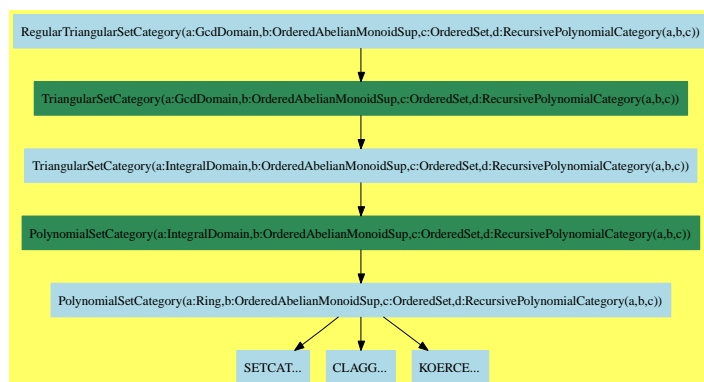 RegularTriangularSetCategory(a:GcdDomain,b:OrderedAbelianMonoidSup,c:OrderedSet,d:RecursivePolynomialCategory(a,b,c))
TriangularSetCategory(a:GcdDomain,b:OrderedAbelianMonoidSup,c:OrderedSet,d:RecursivePolynomialCategory(a,b,c))
TriangularSetCategory(a:IntegralDomain,b:OrderedAbelianMonoidSup,c:OrderedSet,d:RecursivePolynomialCategory(a,b,c))
PolynomialSetCategory(a:IntegralDomain,b:OrderedAbelianMonoidSup,c:OrderedSet,d:RecursivePolynomialCategory(a,b,c))
PolynomialSetCategory(a:Ring,b:OrderedAbelianMonoidSup,c:OrderedSet,d:RecursivePolynomialCategory(a,b,c))
SETCAT... CLAGG... KOERCE...